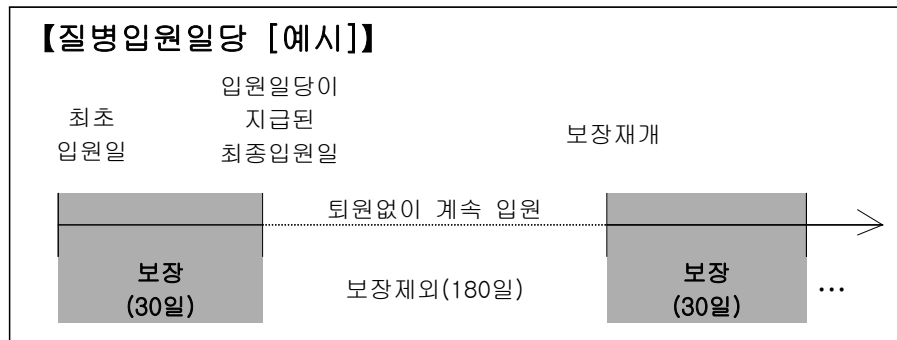 【질병입원일당 [예시]】
최초
입원일
입원일당이
지급된
최종입원일
보장재개
퇴원없이 계속 입원
보장
(30일)
보장제외(180일)
보장
(30일)
…